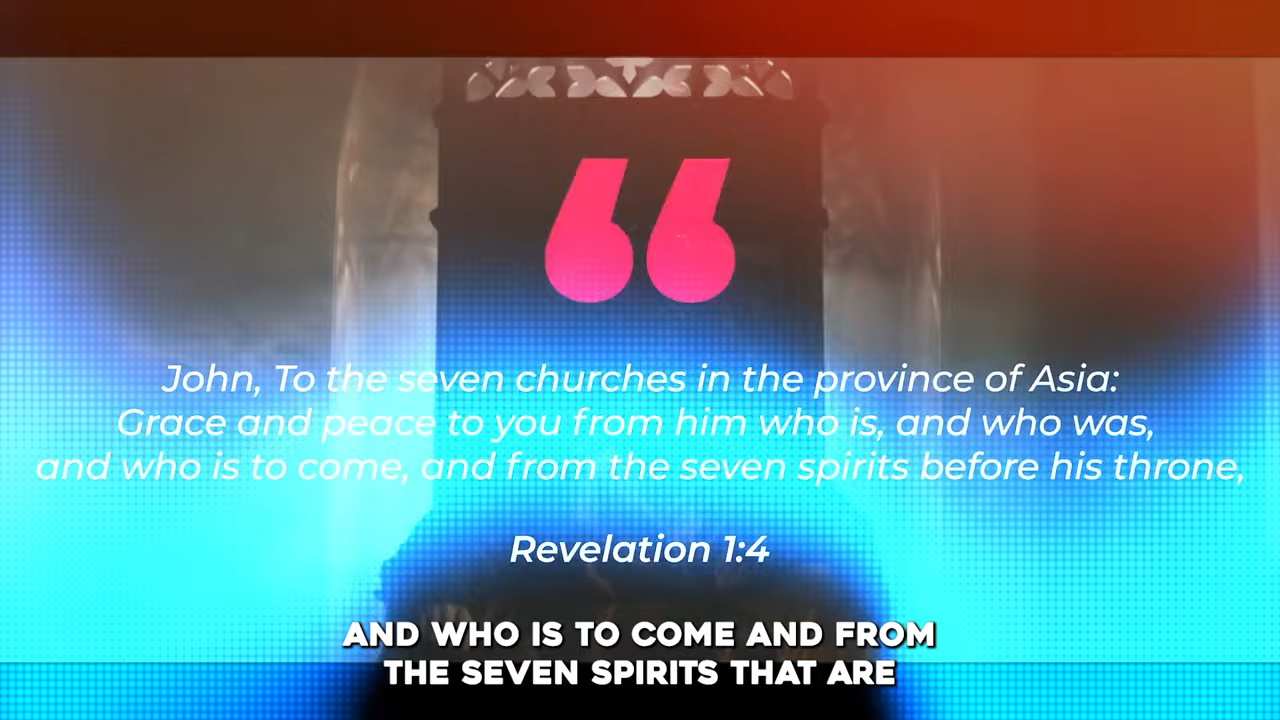 “
John, To the seven churches in the province of Asia:
Grace and peace to you from him who is, and who was,
and who is to come, and from the seven spirits before his throne,
Revelation 1:4
AND WHO IS TO COME AND FROM
THE SEVEN SPIRITS THAT ARE